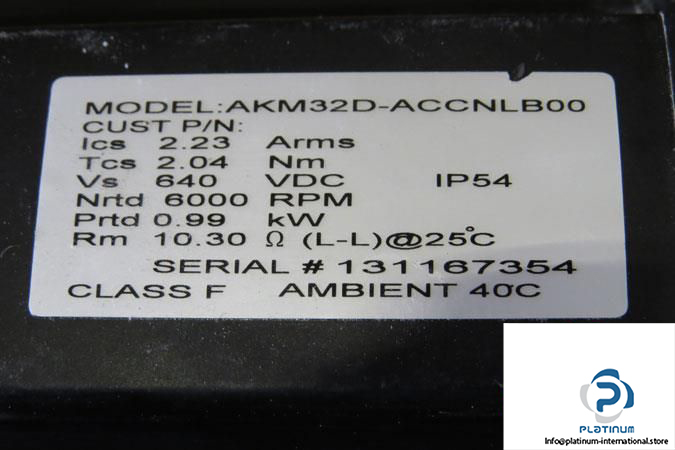 MODEL:AKM32D-ACCNLB00
CUST P/N:
Ics 2.23 Arms
Tcs 2.04 Nm
Vs 640 VDC IP54
Nrtd 6000 RPM
Prtd 0.99 kW
Rm 10.30 Ω (L-L)@25°C
SERIAL # 131167354
CLASS F AMBIENT 40°C
PLATINUM
Info@platinum-international.store